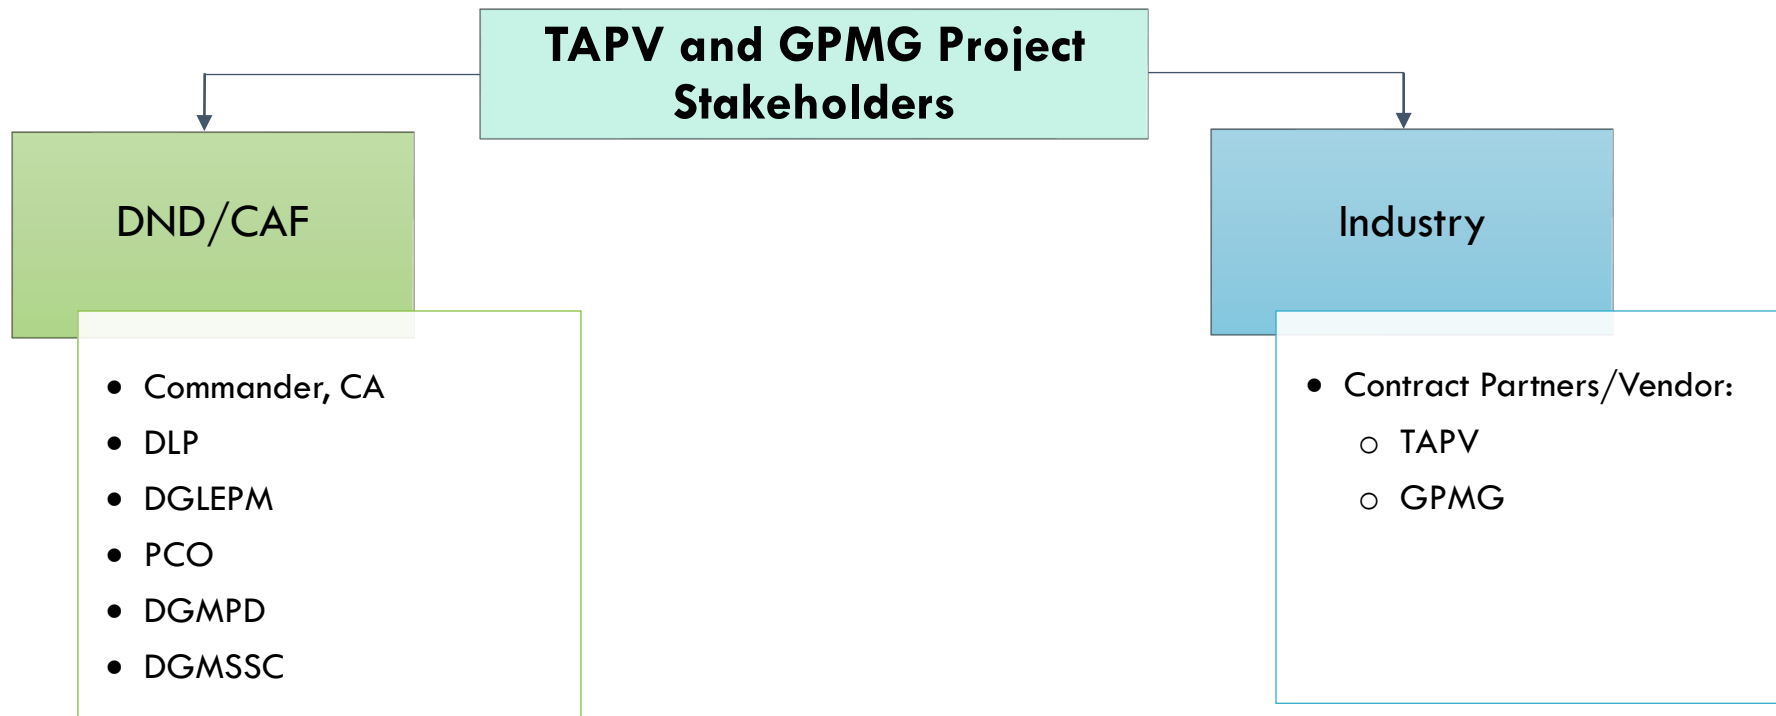 TAPV and GPMG Project
Stakeholders
DND/CAF
• Commander, CA
• DLP
• DGLEPM
• PCO
• DGMPD
• DGMSSC
Industry
• Contract Partners/Vendor:
o TAPV
o GPMG